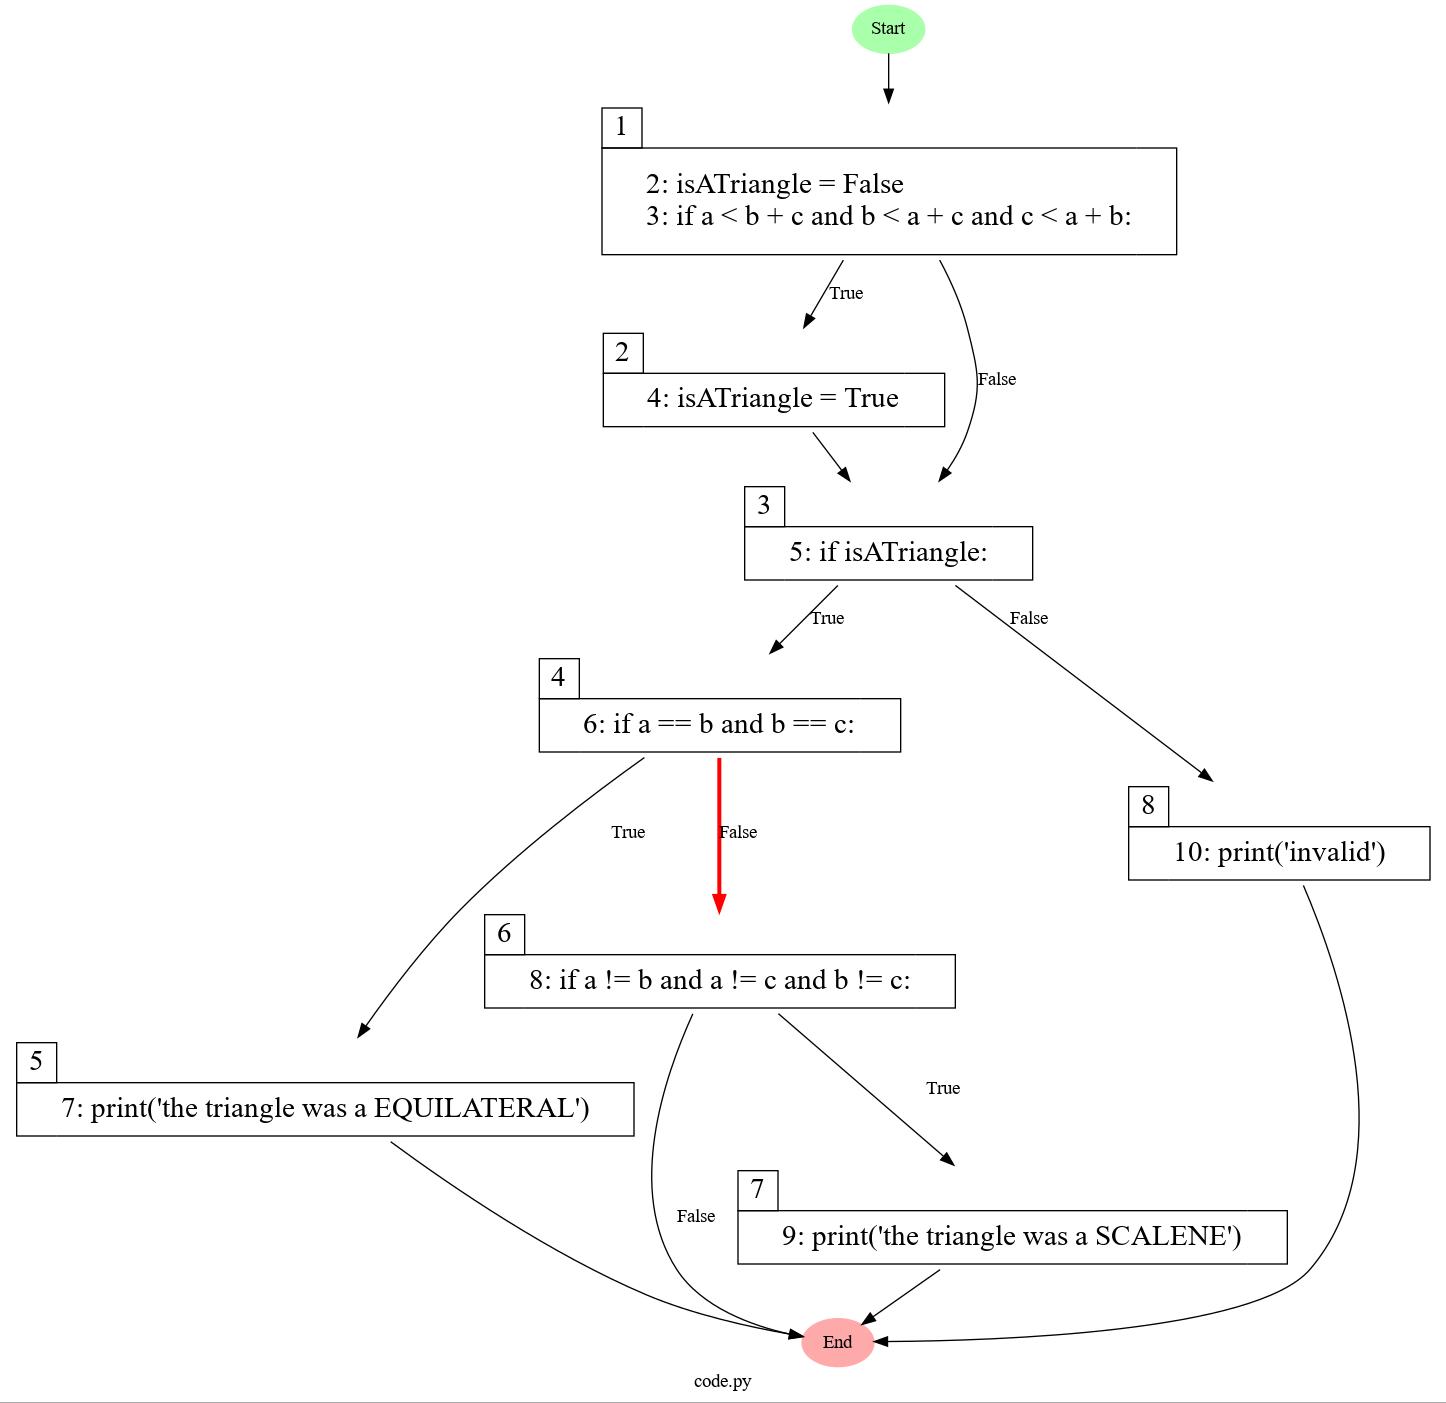 Start
1
2: isATriangle = False
3: if a < b + c and b < a + c and c < a + b:
True
False
2
4: isATriangle = True
3
5: if isATriangle:
True
False
4
6: if a == b and b == c:
True
False
8
10: print('invalid')
6
8: if a != b and a != c and b != c:
True
False
5
7: print('the triangle was a EQUILATERAL')
7
9: print('the triangle was a SCALENE')
End
code.py